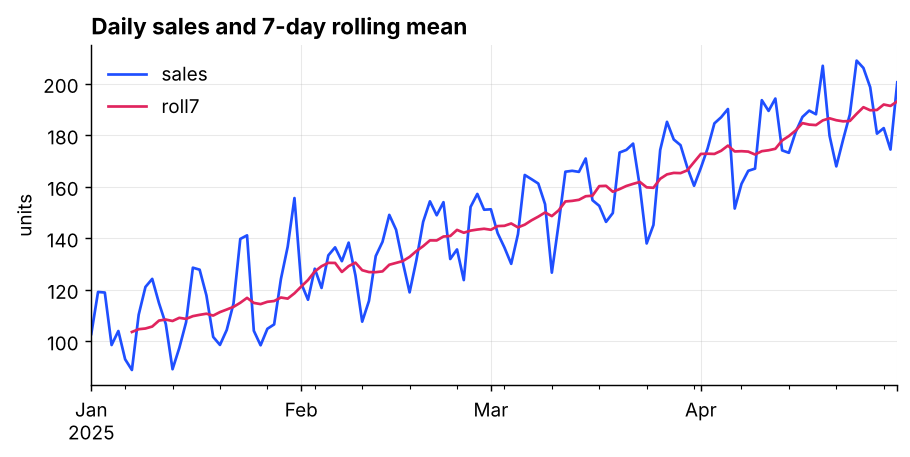 Daily sales and 7-day rolling mean
sales
roll7
units
200
180
160
140
120
100
Jan
2025
Feb
Mar
Apr